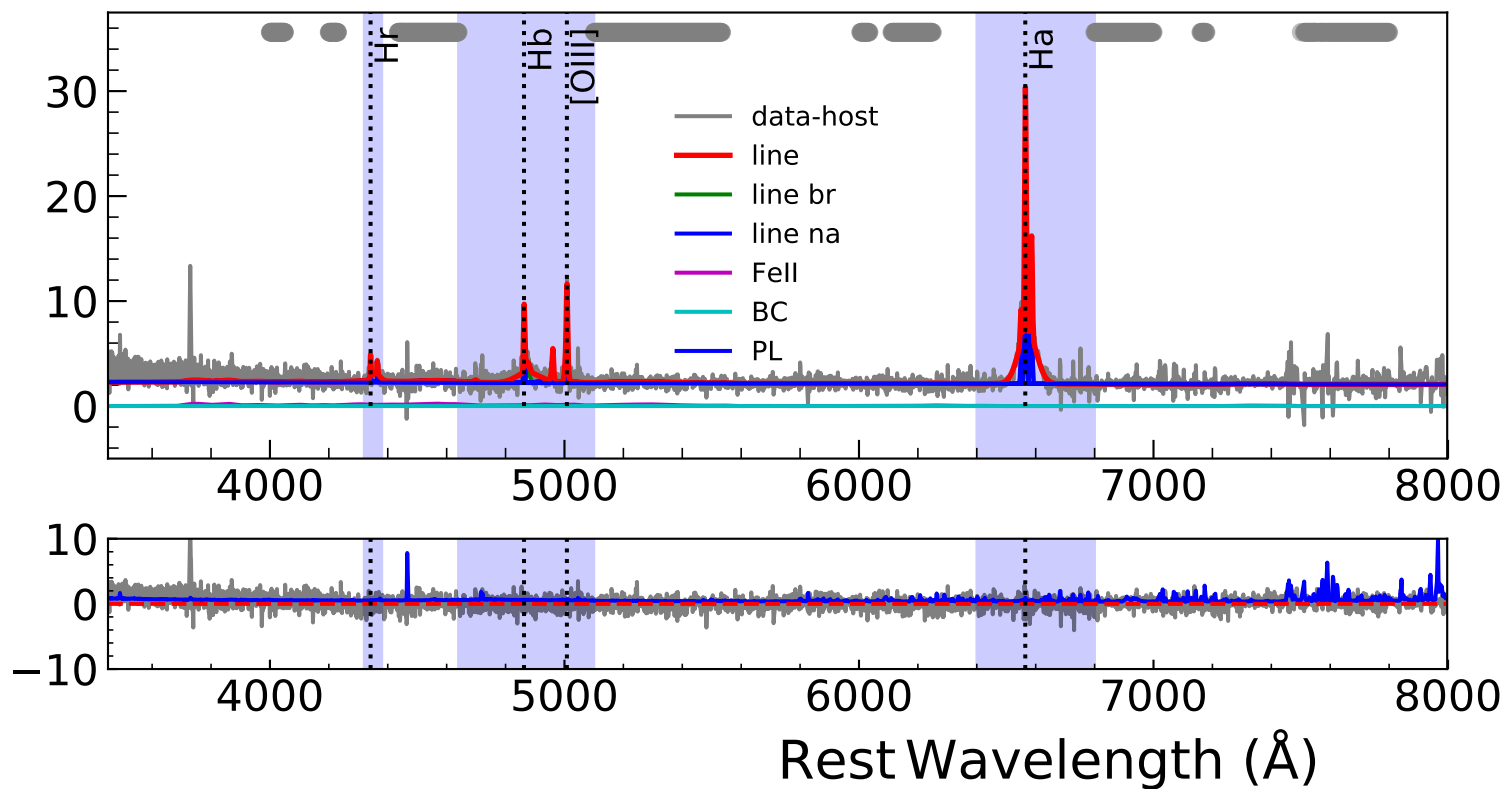 Hr
Hb
[OIII]
Ha
30
20
10
0
data-host
line
line br
line na
FeII
BC
PL
4000 5000 6000 7000 8000
10
0
−10
4000 5000 6000 7000 8000
Rest Wavelength (Å)